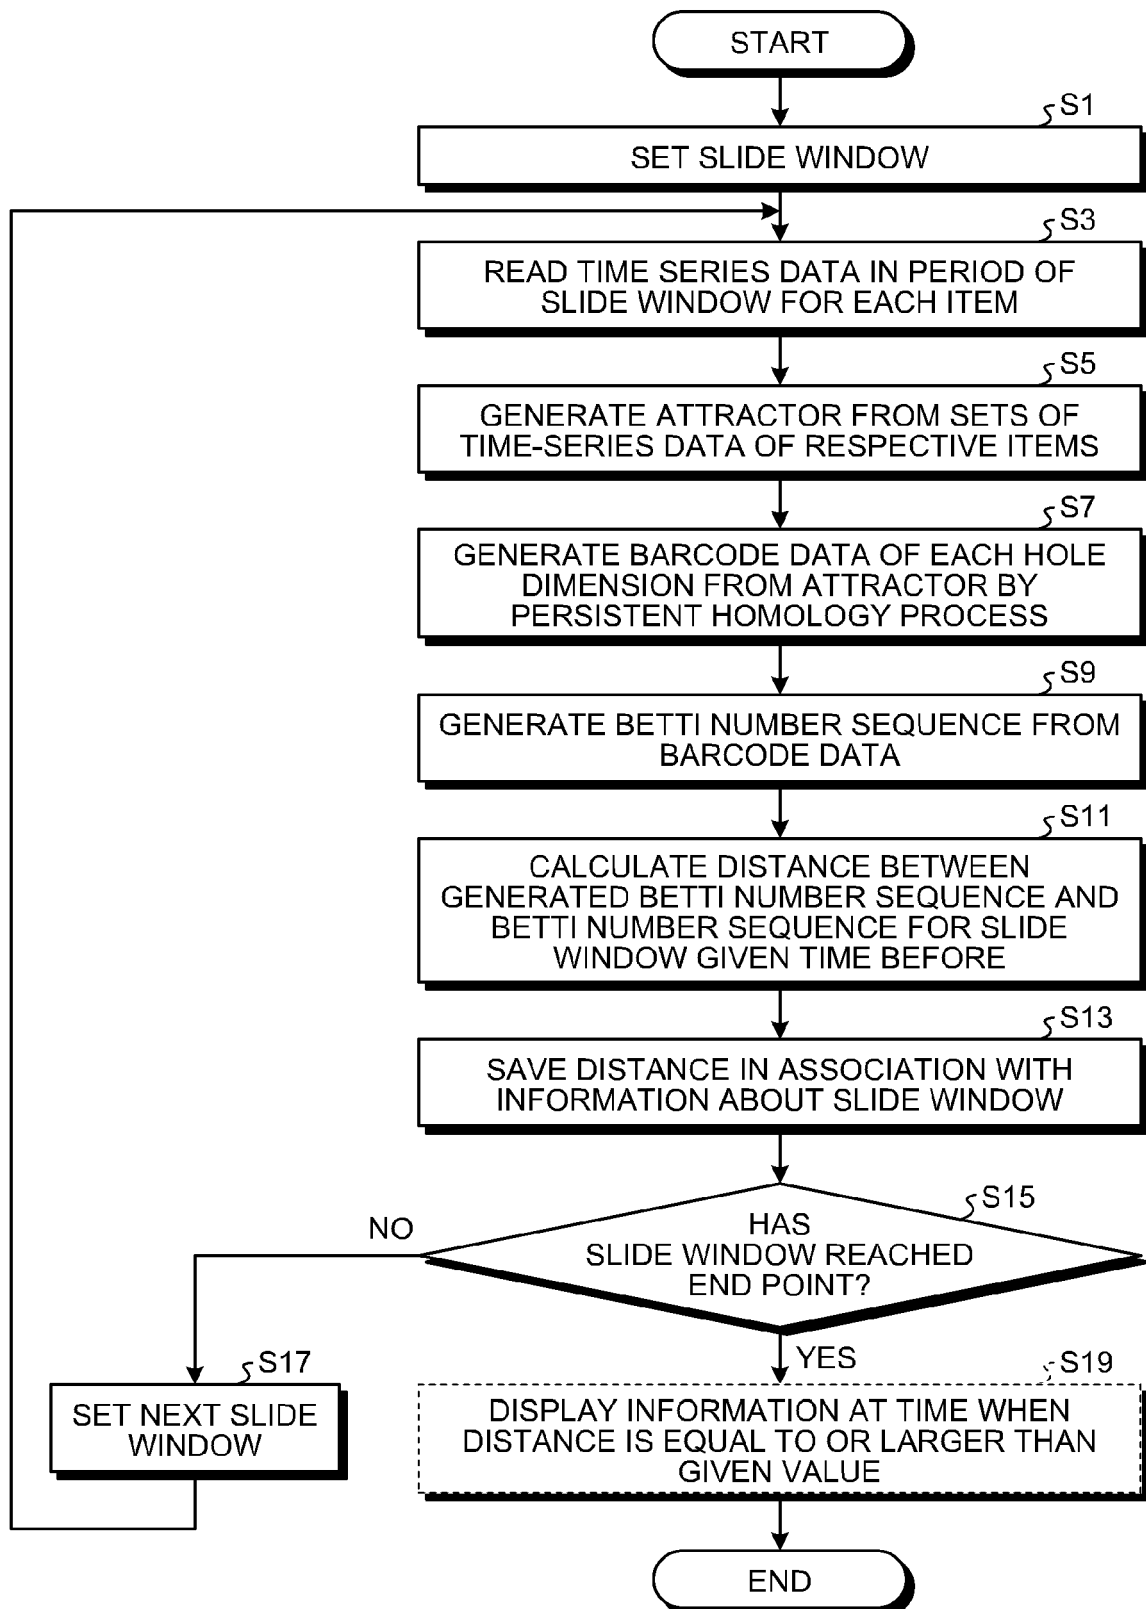 START
S1
SET SLIDE WINDOW
S3
READ TIME SERIES DATA IN PERIOD OF
SLIDE WINDOW FOR EACH ITEM
S5
GENERATE ATTRACTOR FROM SETS OF
TIME-SERIES DATA OF RESPECTIVE ITEMS
S7
GENERATE BARCODE DATA OF EACH HOLE
DIMENSION FROM ATTRACTOR BY
PERSISTENT HOMOLOGY PROCESS
S9
GENERATE BETTI NUMBER SEQUENCE FROM
BARCODE DATA
S11
CALCULATE DISTANCE BETWEEN
GENERATED BETTI NUMBER SEQUENCE AND
BETTI NUMBER SEQUENCE FOR SLIDE
WINDOW GIVEN TIME BEFORE
S13
SAVE DISTANCE IN ASSOCIATION WITH
INFORMATION ABOUT SLIDE WINDOW
S15
HAS
SLIDE WINDOW REACHED
END POINT?
NO
S17
SET NEXT SLIDE
WINDOW
YES
S19
DISPLAY INFORMATION AT TIME WHEN
DISTANCE IS EQUAL TO OR LARGER THAN
GIVEN VALUE
END